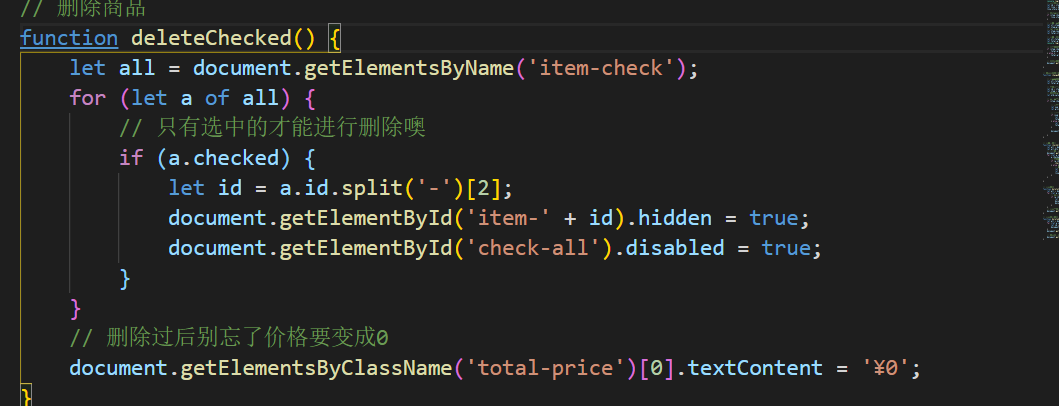 // 删除商品
function deleteChecked() {
    let all = document.getElementsByName('item-check');
    for (let a of all) {
        // 只有选中的才能进行删除噢
        if (a.checked) {
            let id = a.id.split('-')[2];
            document.getElementById('item-' + id).hidden = true;
            document.getElementById('check-all').disabled = true;
        }
    }
    // 删除过后别忘了价格要变成0
    document.getElementsByClassName('total-price')[0].textContent = '¥0';
}